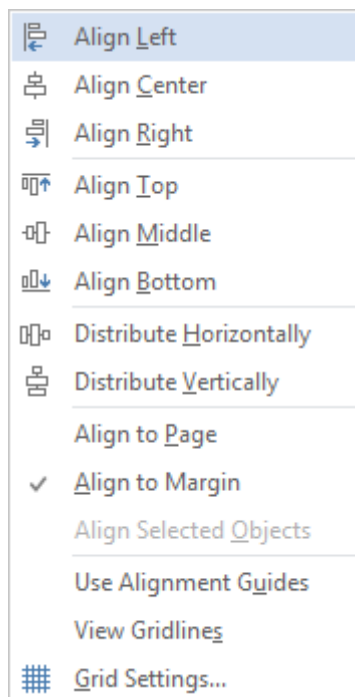 Align Left
Align Center
Align Right
Align Top
Align Middle
Align Bottom
Distribute Horizontally
Distribute Vertically
Align to Page
Align to Margin
Align Selected Objects
Use Alignment Guides
View Gridlines
Grid Settings...